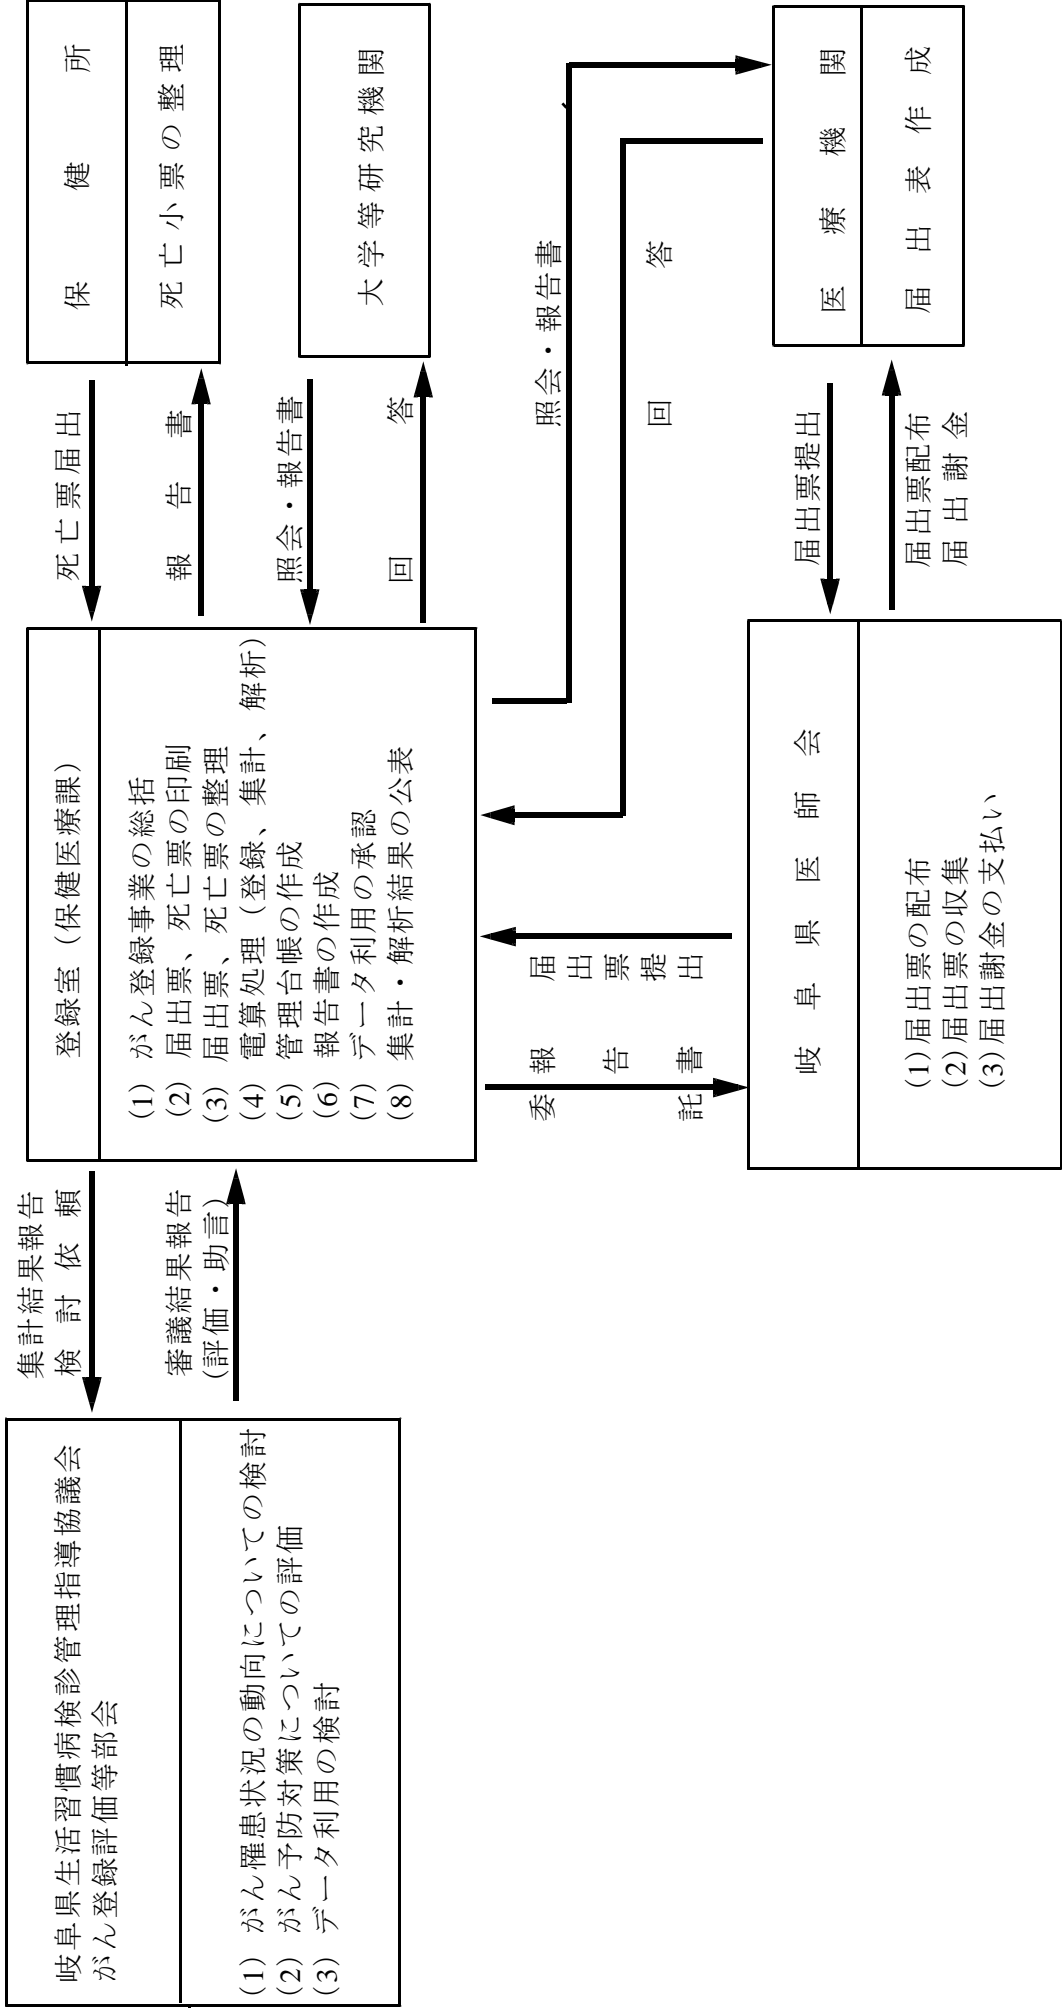 岐阜県生活習慣病検診管理指導協議会
がん登録評価等部会
(1) がん罹患状況の動向についての検討
(2) がん予防対策についての評価
(3) データ利用の検討
集計結果報告
検討依頼
審議結果報告
(評価・助言)
登録室（保健医療課）
(1) がん登録事業の総括
(2) 届出票、死亡票の印刷
(3) 届出票、死亡票の整理
(4) 電算処理（登録、集計、解析）
(5) 管理台帳の作成
(6) 報告書の作成
(7) データ利用の承認
(8) 集計・解析結果の公表
死亡票届出
報告書
照会・報告書
回答
保健所
死亡小票の整理
大学等研究機関
照会・報告書
、
回答
委託
報告書
届出票提出
岐阜県医師会
(1)届出票の配布
(2)届出票の収集
(3)届出謝金の支払い
届出票提出
届出票配布
届出謝金
医療機関
届出表作成